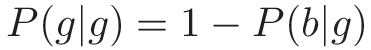 P(g|g) = 1 − P(b|g)